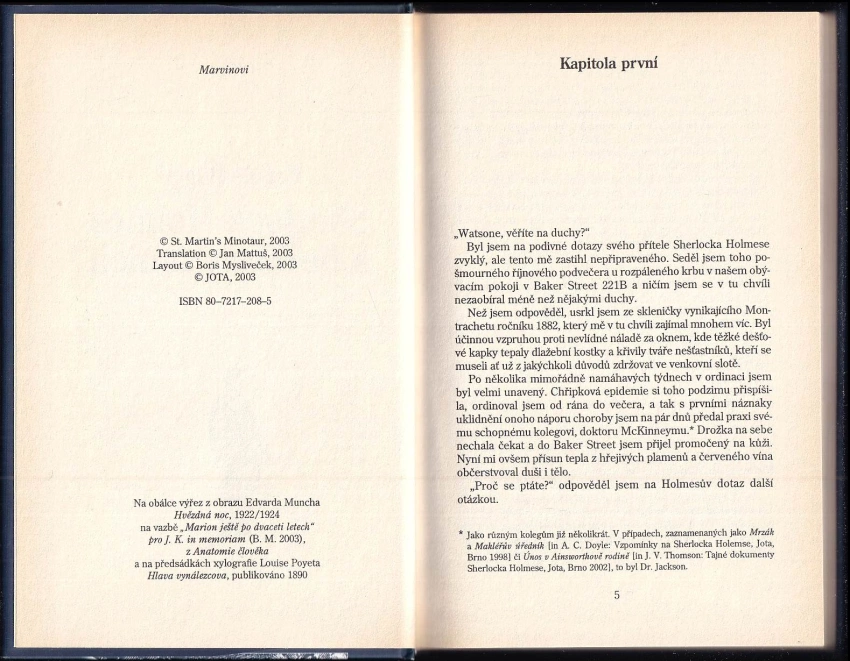 Marvinovi
© St. Martin's Minotaur, 2003
Translation © Jan Mattuš, 2003
Layout © Boris Mysliveček, 2003
© JOTA, 2003
ISBN 80–7217–208–5
Na obálce výřez z obrazu Edvarda Muncha
Hvězdná noc, 1922/1924
na vazbě „Marion ještě po dvaceti letech“
pro J. K. in memoriam (B. M. 2003),
z Anatomie člověka
a na předsádkách xylografie Louise Poyeta
Hlava vynálezcova, publikováno 1890
Kapitola první
„Watsone, věříte na duchy?“
Byl jsem na podivné dotazy svého přítele Sherlocka Holmese
zvyklý, ale tento mě zastihl nepřipraveného. Seděl jsem toho po-
šmourného říjnového podvečera u rozpáleného krbu v našem obý-
vacím pokoji v Baker Street 221B a ničím jsem se v tu chvíli
nezaobíral méně než nějakými duchy.
Než jsem odpověděl, usrkl jsem ze skleničky vynikajícího Mon-
trachetu ročníku 1882, který mě v tu chvíli zajímal mnohem víc. Byl
účinnou vzpruhou proti nevlídné náladě za oknem, kde těžké dešťo-
vé kapky tepaly dlažební kostky a křivily tváře nešťastníků, kteří se
museli ať už z jakýchkoli důvodů zdržovat ve venkovní slotě.
Po několika mimořádně namáhavých týdnech v ordinaci jsem
byl velmi unavený. Chřipková epidemie si toho podzimu přispíši-
la, ordinoval jsem od rána do večera, a tak s prvními náznaky
uklidnění onoho náporu choroby jsem na pár dnů předal praxi své-
mu schopnému kolegovi, doktoru McKinneymu.* Drožka na sebe
nechala čekat a do Baker Street jsem přijel promočený na kůži.
Nyní mi ovšem přísun tepla z hřejivých plamenů a červeného vína
občerstvoval duši i tělo.
„Proč se ptáte?“ odpověděl jsem na Holmesův dotaz další
otázkou.
* Jako různým kolegům již několikrát. V případech, zaznamenaných jako Mrzák
a Makléřův úředník [in A. C. Doyle: Vzpomínky na Sherlocka Holemse, Jota,
Brno 1998] či Únos v Ainsworthově rodině [in J. V. Thomson: Tajné dokumenty
Sherlocka Holmese, Jota, Brno 2002], to byl Dr. Jackson.
5